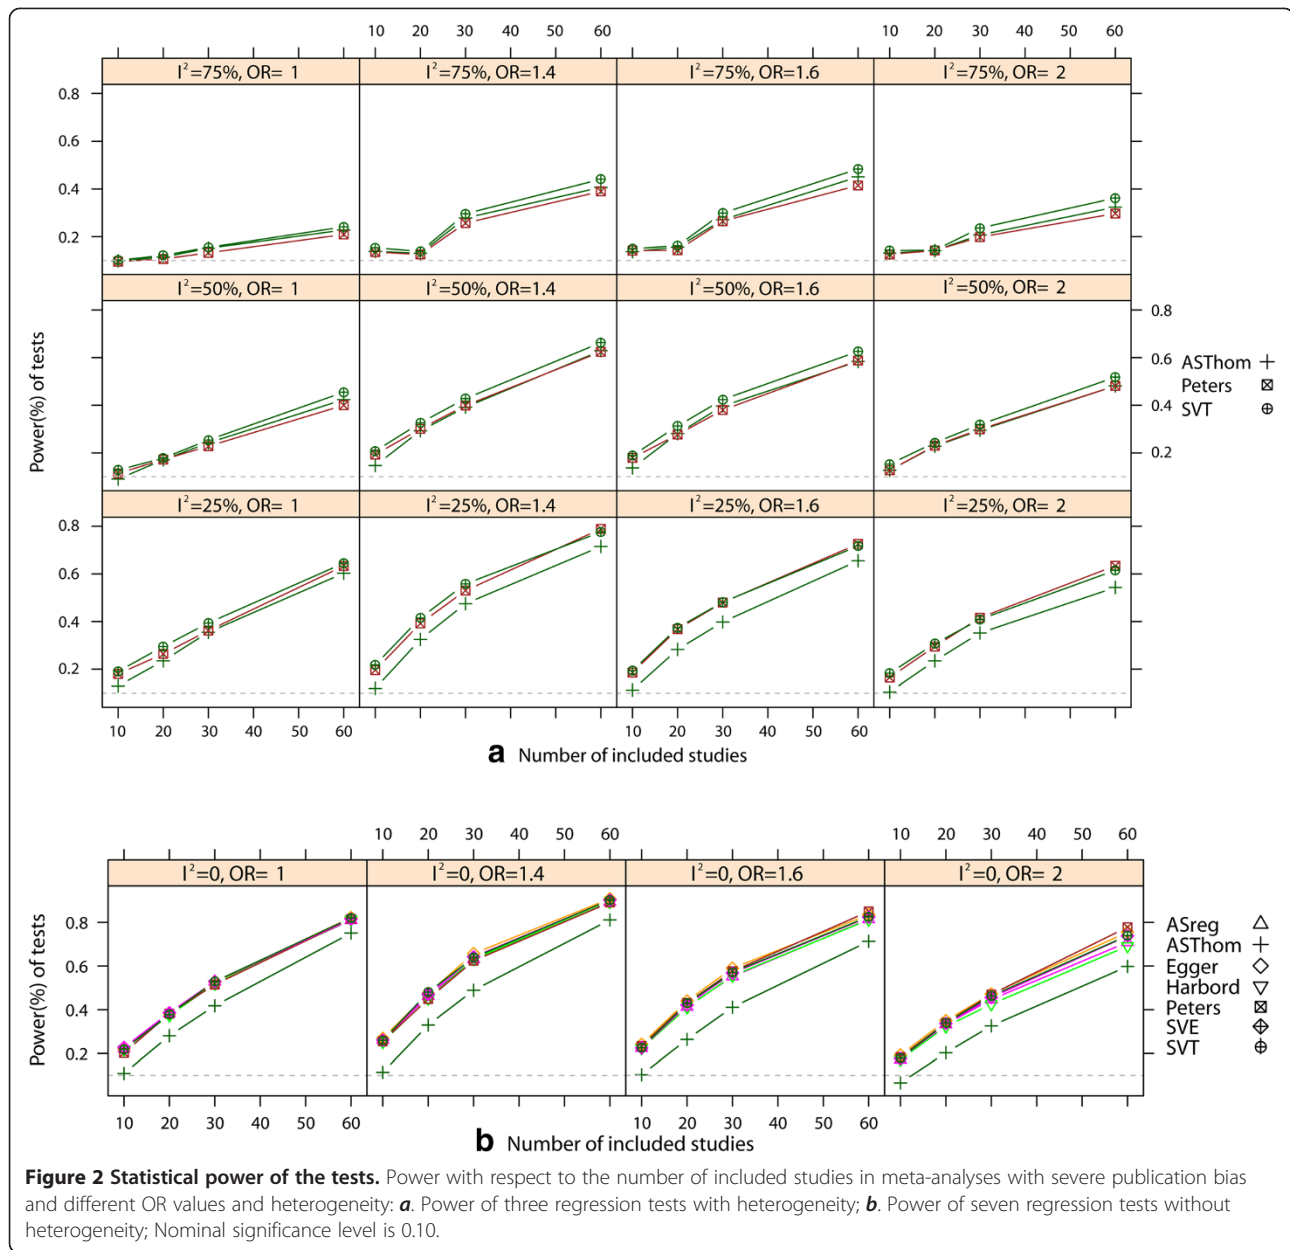 10 20 30 40 50 60 10 20 30 40 50 60
I²=75%, OR= 1 I²=75%, OR=1.4 I²=75%, OR=1.6 I²=75%, OR= 2
0.8
0.6
0.4
0.2
I²=50%, OR= 1 I²=50%, OR=1.4 I²=50%, OR=1.6 I²=50%, OR= 2
0.8
0.6
0.4
0.2
Power(%) of tests
ASThom
Peters
SVT
I²=25%, OR= 1 I²=25%, OR=1.4 I²=25%, OR=1.6 I²=25%, OR= 2
0.8
0.6
0.4
0.2
10 20 30 40 50 60 10 20 30 40 50 60
a Number of included studies
10 20 30 40 50 60 10 20 30 40 50 60
I²=0, OR= 1 I²=0, OR=1.4 I²=0, OR=1.6 I²=0, OR= 2
0.8
0.6
0.4
0.2
Power(%) of tests
ASreg
ASThom
Egger
Harbord
Peters
SVE
SVT
10 20 30 40 50 60 10 20 30 40 50 60
b Number of included studies
Figure 2 Statistical power of the tests. Power with respect to the number of included studies in meta-analyses with severe publication bias
and different OR values and heterogeneity: a. Power of three regression tests with heterogeneity; b. Power of seven regression tests without
heterogeneity; Nominal significance level is 0.10.